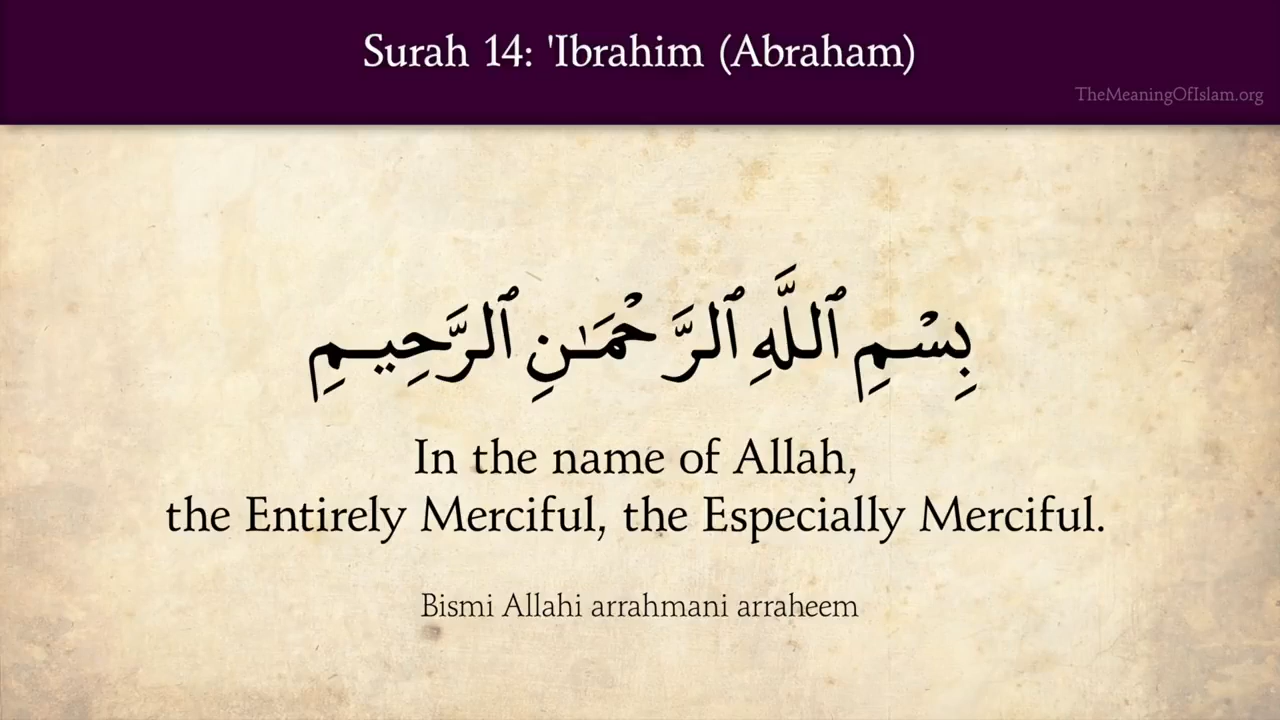 Surah 14: 'Ibrahim (Abraham)
TheMeaningOfIslam.org
بِسْمِ ٱللَّهِ ٱلرَّحْمَـٰنِ ٱلرَّحِيمِ
In the name of Allah,
the Entirely Merciful, the Especially Merciful.
Bismi Allahi arrahmani arraheem